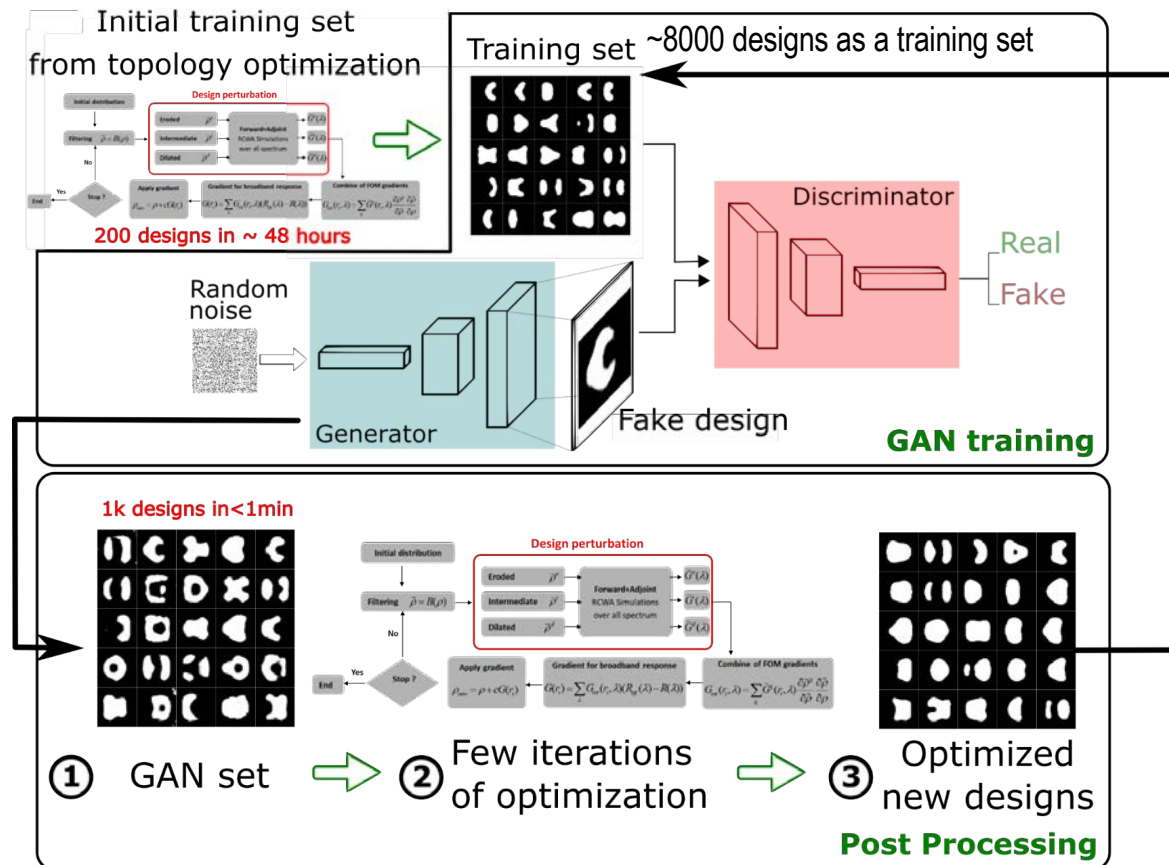 Initial training set
from topology optimization
Initial distribution
Design perturbation
Filtering ρ̃ = B(ρ)
Eroded ρ̃ᵉ
Intermediate ρ̃ⁱ
Dilated ρ̃ᵈ
Forward+Adjoint
RCWA Simulations
over all spectrum
No
Yes
End
Stop ?
Apply gradient
Gradient for broadband response
Combine of FOM gradients
200 designs in ~ 48 hours
Training set
~8000 designs as a training set
Discriminator
Real
Fake
Random
noise
Generator
Fake design
GAN training
1k designs in<1min
Initial distribution
Design perturbation
Filtering ρ̃ = B(ρ)
Eroded
Intermediate
Dilated
Forward+Adjoint
RCWA Simulations
over all spectrum
No
Yes
End
Stop ?
Apply gradient
Gradient for broadband response
Combine of FOM gradients
1 GAN set
2 Few iterations
of optimization
3 Optimized
new designs
Post Processing